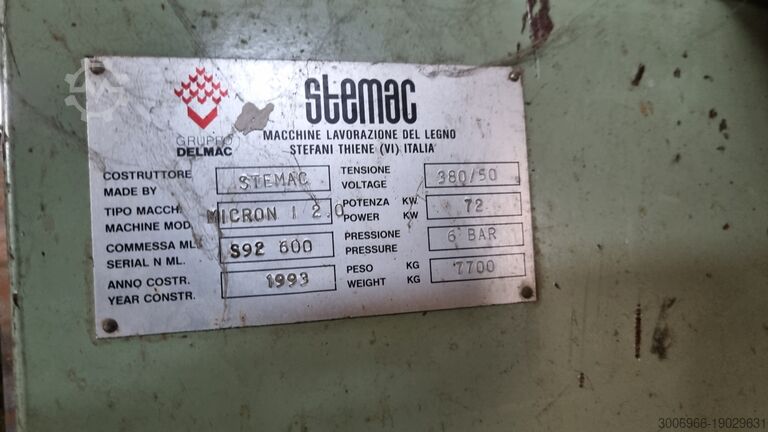 GRUPPO
DELMAC
stemac
MACCHINE LAVORAZIONE DEL LEGNO
STEFANI THIENE (VI) ITALIA
COSTRUTTORE
MADE BY STEMAC
TIPO MACCH.
MACHINE MOD. MICRON 1 2.0
COMMESSA ML.
SERIAL N ML. S92 600
ANNO COSTR.
YEAR CONSTR. 1993
TENSIONE
VOLTAGE 380/50
POTENZA KW
POWER KW 72
PRESSIONE
PRESSURE 6 BAR
PESO KG
WEIGHT KG 7700
3006966-19029631